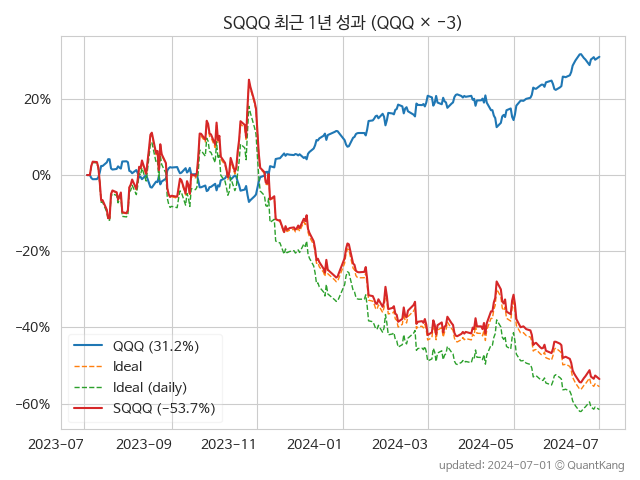 SQQQ 최근 1년 성과 (QQQ × −3)
20%
0%
−20%
−40%
−60%
QQQ (31.2%)
Ideal
Ideal (daily)
SQQQ (−53.7%)
2023-07 2023-09 2023-11 2024-01 2024-03 2024-05 2024-07
updated: 2024-07-01 © QuantKang